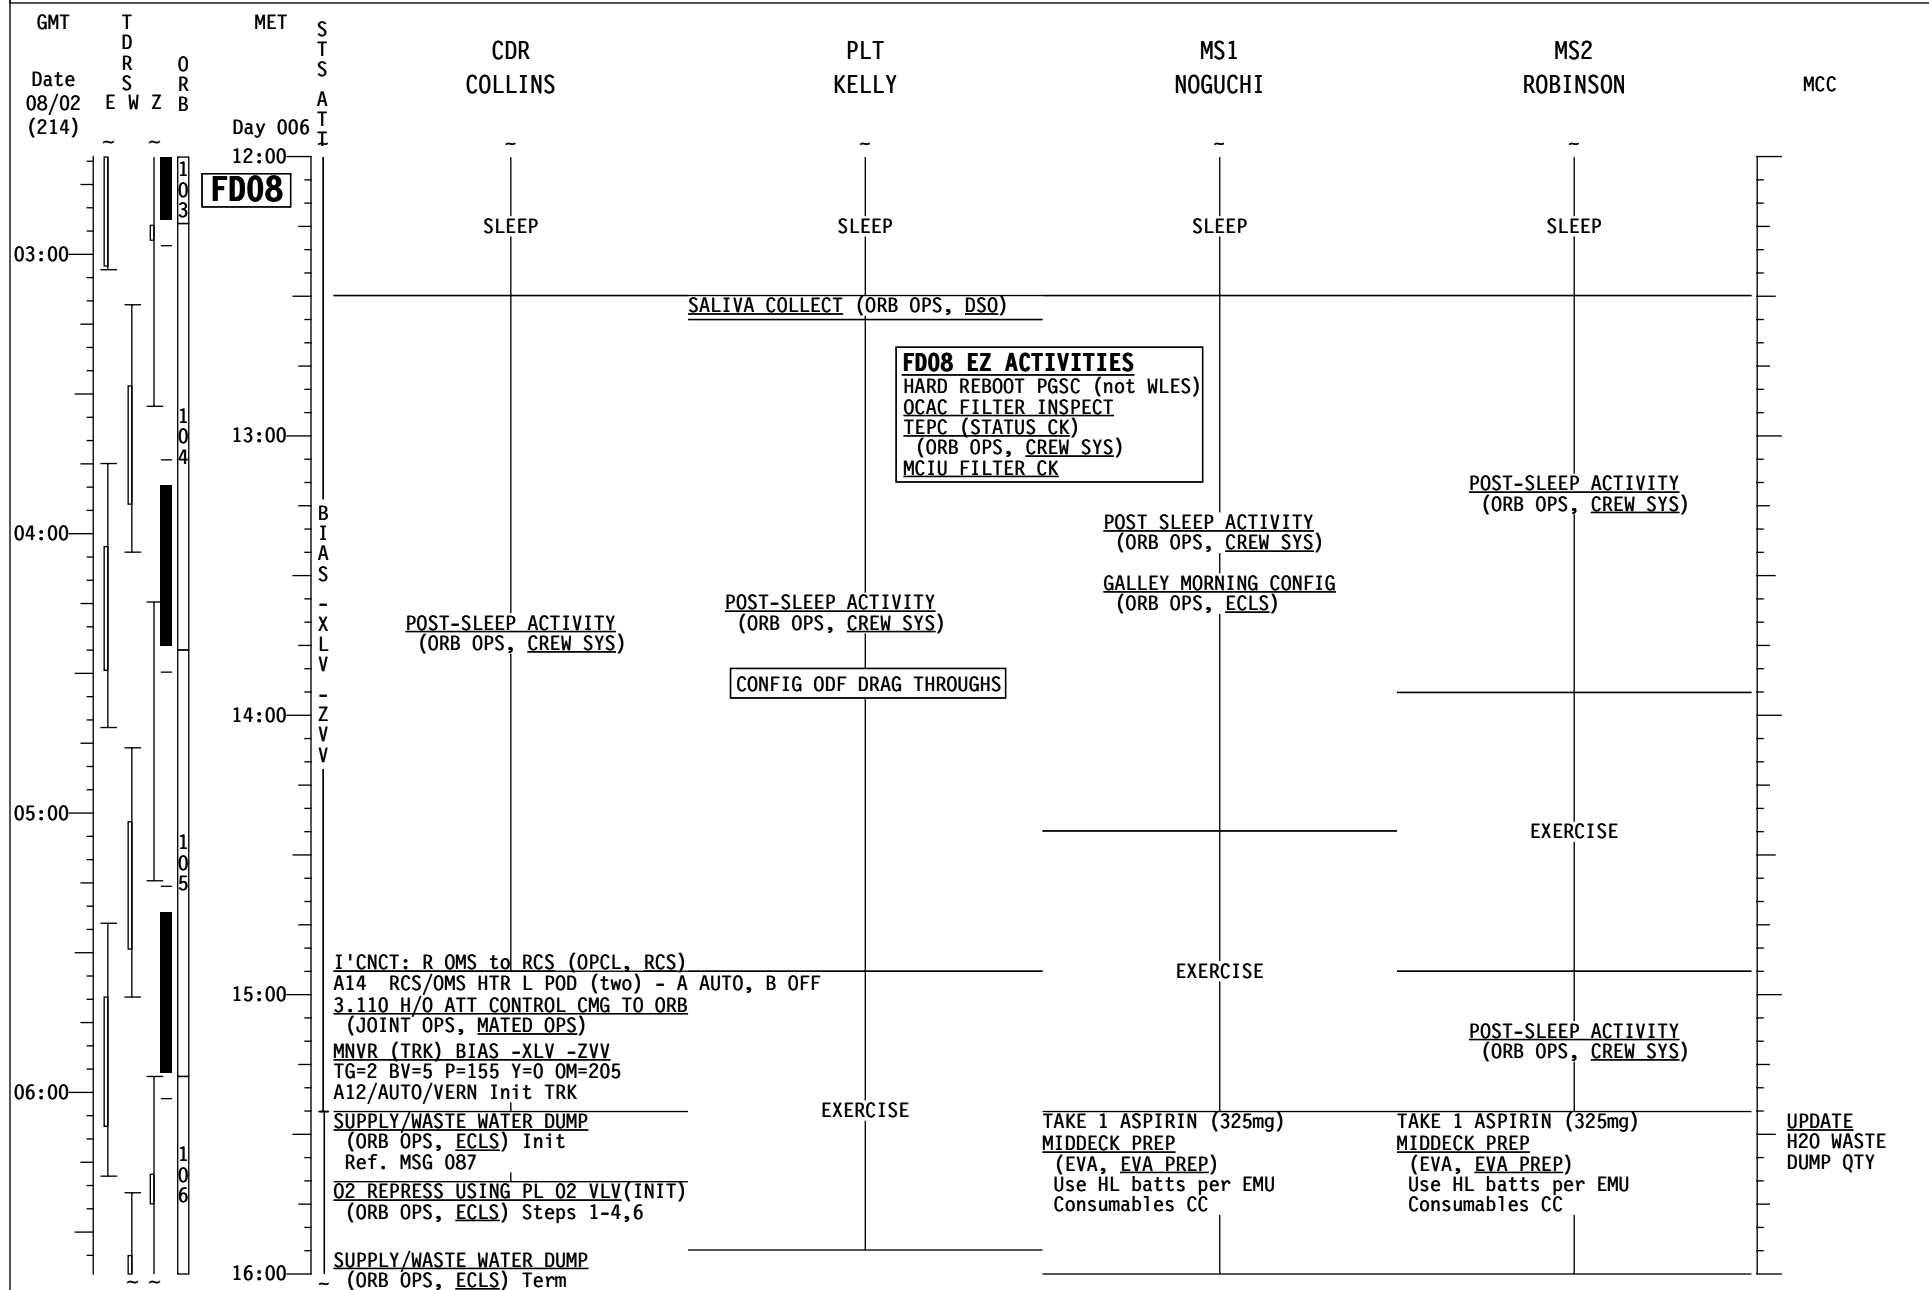 GMT
TDRS
MET
STS ATT
ORB
Date
08/02
(214)
E W Z
Day 006
CDR
COLLINS
PLT
KELLY
MS1
NOGUCHI
MS2
ROBINSON
MCC
~ ~ ~ ~ ~ ~
12:00
FD08
103
SLEEP SLEEP SLEEP SLEEP
03:00
SALIVA COLLECT (ORB OPS, DSO)
FD08 EZ ACTIVITIES
HARD REBOOT PGSC (not WLES)
OCAC FILTER INSPECT
TEPC (STATUS CK)
(ORB OPS, CREW SYS)
MCIU FILTER CK
104
13:00
POST-SLEEP ACTIVITY
(ORB OPS, CREW SYS)
04:00
BIAS -XLV -ZVV
POST SLEEP ACTIVITY
(ORB OPS, CREW SYS)
GALLEY MORNING CONFIG
(ORB OPS, ECLS)
POST-SLEEP ACTIVITY
(ORB OPS, CREW SYS)
POST-SLEEP ACTIVITY
(ORB OPS, CREW SYS)
CONFIG ODF DRAG THROUGHS
14:00
05:00
105
EXERCISE
I'CNCT: R OMS to RCS (OPCL, RCS)
A14 RCS/OMS HTR L POD (two) - A AUTO, B OFF
15:00
3.110 H/O ATT CONTROL CMG TO ORB
(JOINT OPS, MATED OPS)
MNVR (TRK) BIAS -XLV -ZVV
TG=2 BV=5 P=155 Y=0 OM=205
A12/AUTO/VERN Init TRK
EXERCISE
POST-SLEEP ACTIVITY
(ORB OPS, CREW SYS)
06:00
EXERCISE
106
SUPPLY/WASTE WATER DUMP
(ORB OPS, ECLS) Init
Ref. MSG 087
O2 REPRESS USING PL O2 VLV(INIT)
(ORB OPS, ECLS) Steps 1-4,6
SUPPLY/WASTE WATER DUMP
(ORB OPS, ECLS) Term
16:00
TAKE 1 ASPIRIN (325mg)
MIDDECK PREP
(EVA, EVA PREP)
Use HL batts per EMU
Consumables CC
TAKE 1 ASPIRIN (325mg)
MIDDECK PREP
(EVA, EVA PREP)
Use HL batts per EMU
Consumables CC
UPDATE
H2O WASTE
DUMP QTY
~ ~ ~